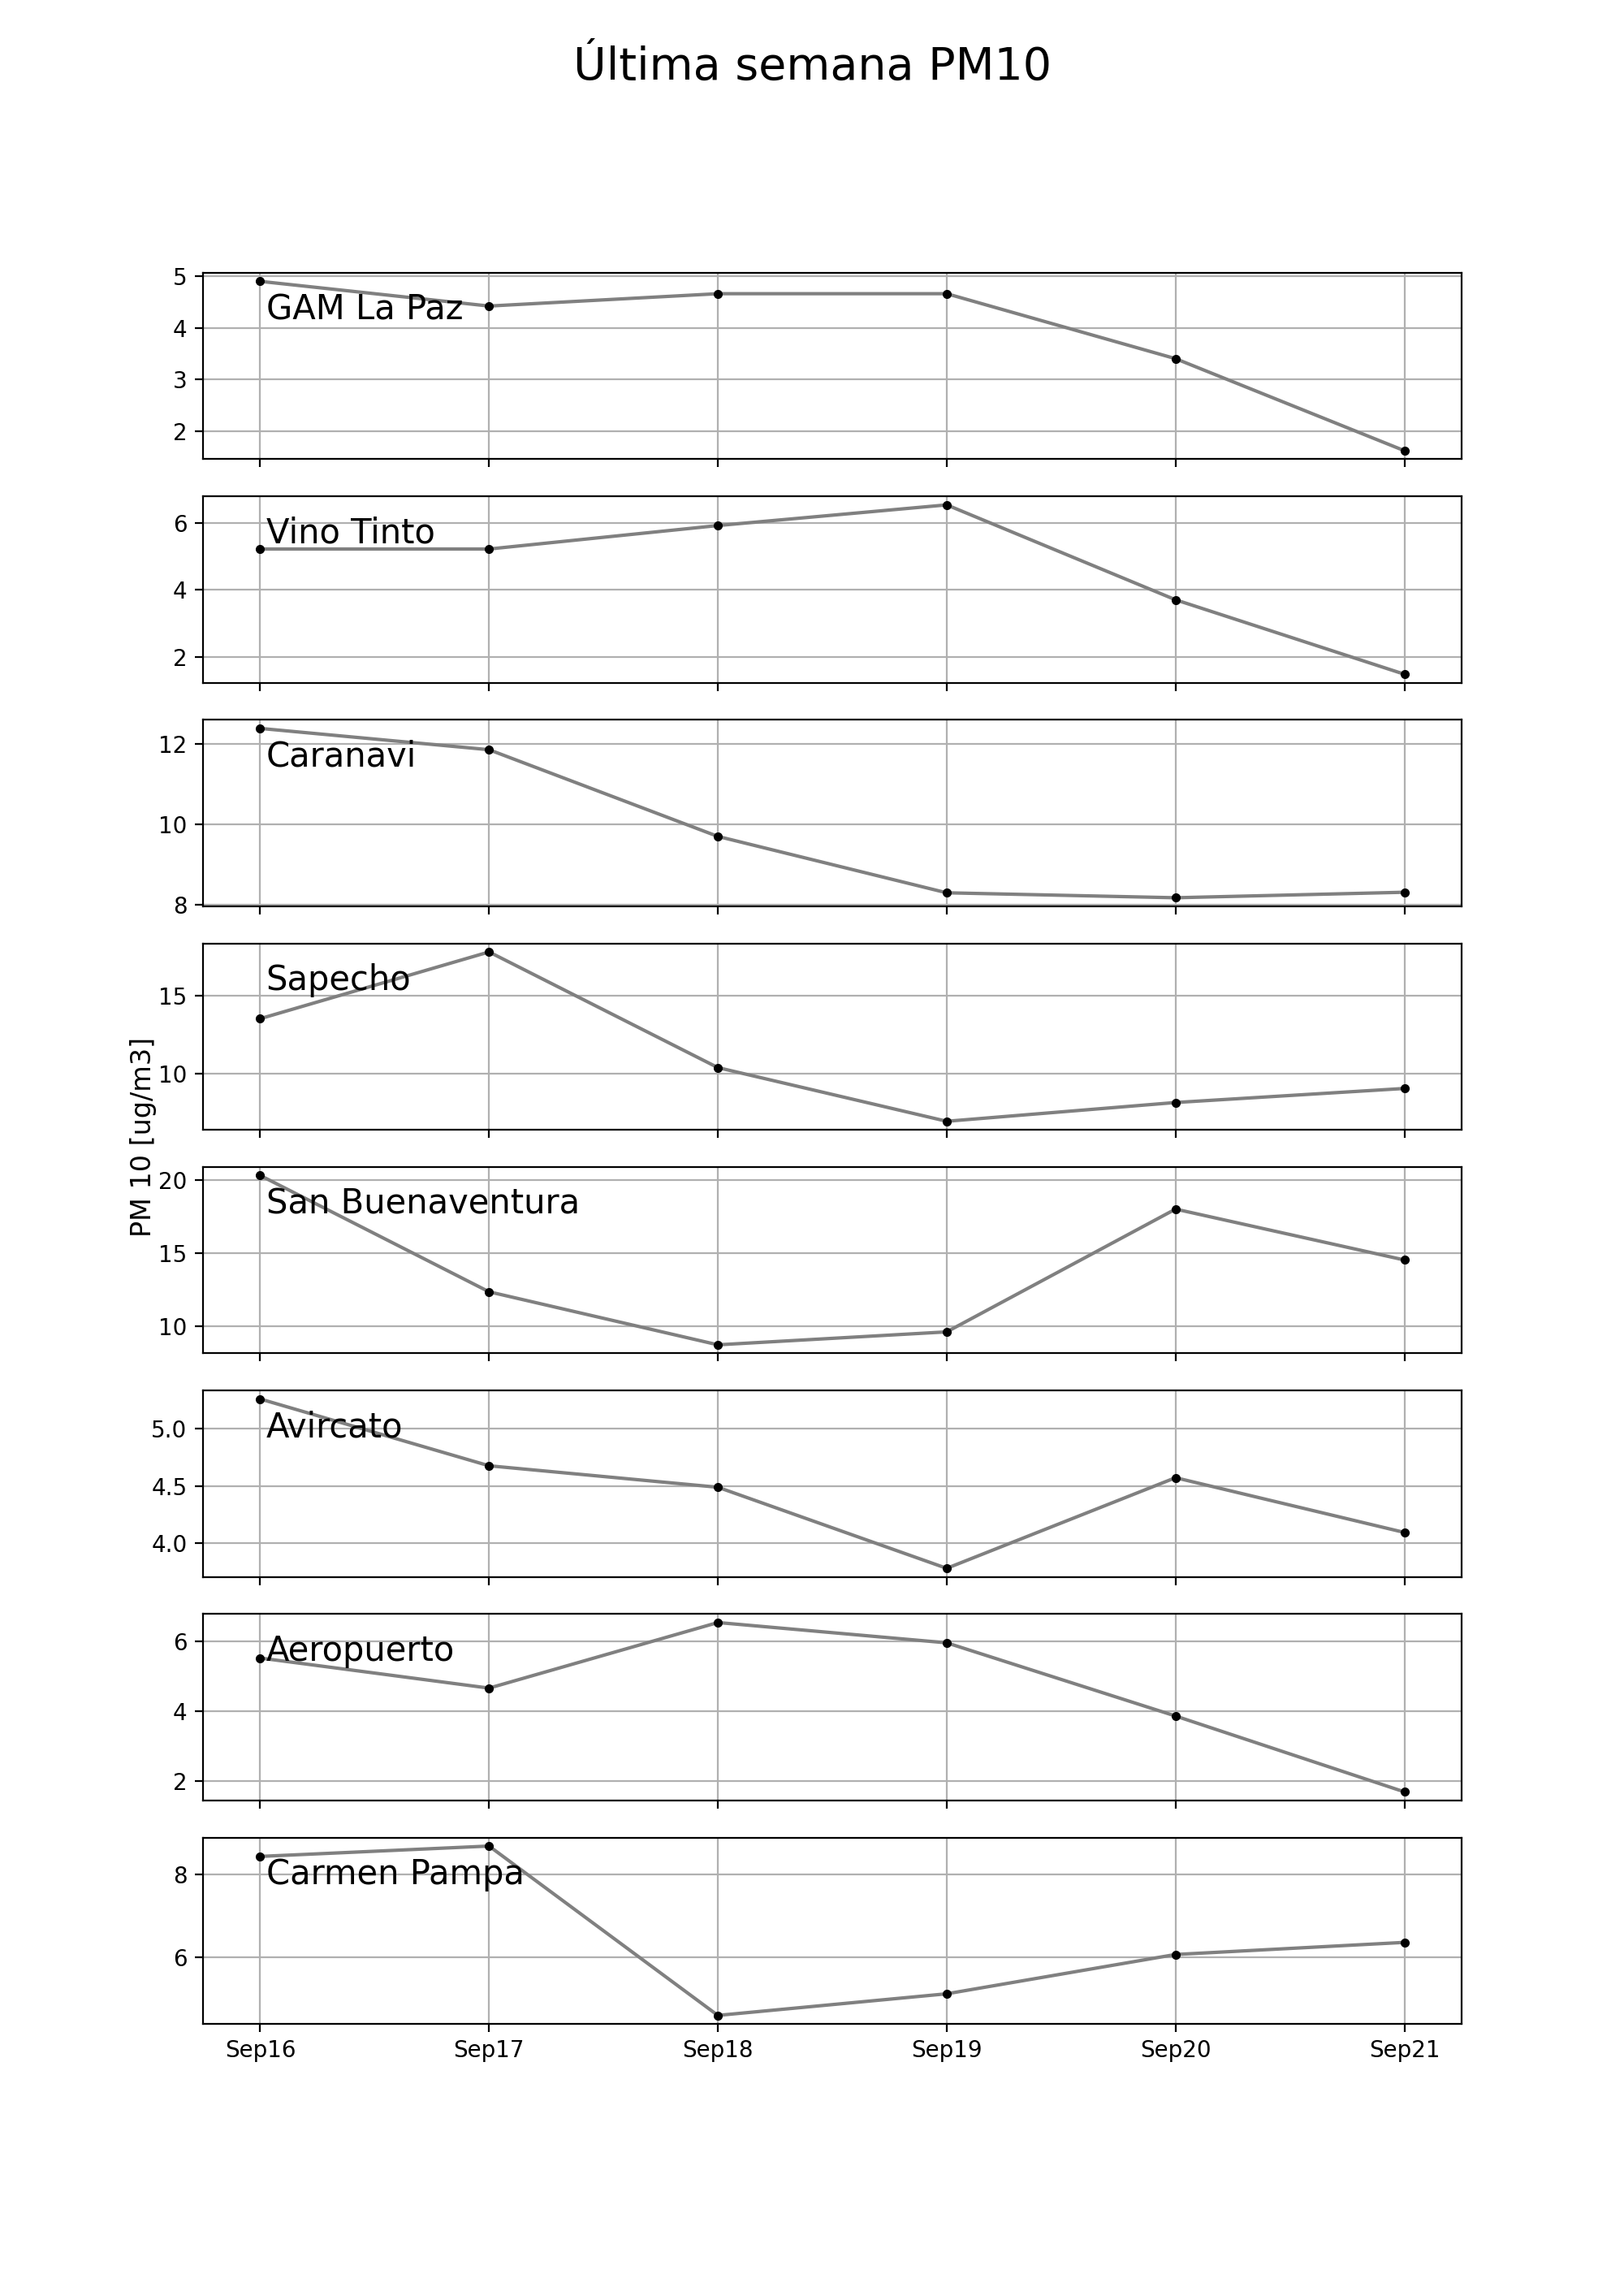 Última semana PM10
5
4
3
2
GAM La Paz
6
4
2
Vino Tinto
12
10
8
Caranavi
15
10
Sapecho
PM 10 [ug/m3]
20
15
10
San Buenaventura
5.0
4.5
4.0
Avircato
6
4
2
Aeropuerto
8
6
Carmen Pampa
Sep16 Sep17 Sep18 Sep19 Sep20 Sep21